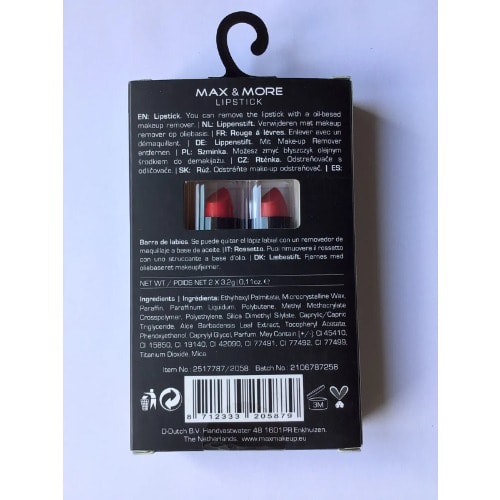 MAX & MORE
LIPSTICK
EN: Lipstick. You can remove the lipstick with a oil-based
makeup remover. | NL: Lippenstift. Verwijderen mat makeup
remover op oliebasis. | FR: Rouge à lèvres. Enlever avec un
démaquillant. | DE: Lippenstift. Mit Make-up Remover
entfernen. | PL: Szminka. Możesz zmyć błyszczyk olejnym
środkiem do demakijażu. | CZ: Rtěnka. Odstraňovače s
odličovače. | SK: Rúż. Odstráňte make-up odstraňovač. | ES:
Barra de labios. Se puede quitar el lápiz labial con un removedor de
maquillaje a base de aceite. | IT: Rossetto. Puoi rimuovere il rossetto
con uno struccante a base d'olio. | DK: Læbestift. Fjernes med
oliebaseret makeupfjerner.
NET WT / POIDS NET 2 X 3,2g / 0.11oz. e
Ingredients | Ingrédients: Ethylhexyl Palmitate, Microcrystalline Wax,
Paraffin, Paraffinum Liquidum, Polybutene, Methyl Methacrylate
Crosspolymer, Polyethylene, Silica Dimethyl Silylate, Caprylic/Capric
Triglyceride, Aloe Barbadensis Leaf Extract, Tocopheryl Acetate,
Phenoxyethanol, Caprylyl Glycol, Parfum. May Contain [+/-]: CI 45410,
CI 15850, CI 19140, CI 42090, CI 77491, CI 77492, CI 77499,
Titanium Dioxide, Mica.
Item No : 2517787/2058 Batch No. 2106787258
3M
8 712333 205879
D-Dutch B.V. Handvastwater 48 1601PR Enkhuizen.
The Netherlands. www.maxmakeup.eu